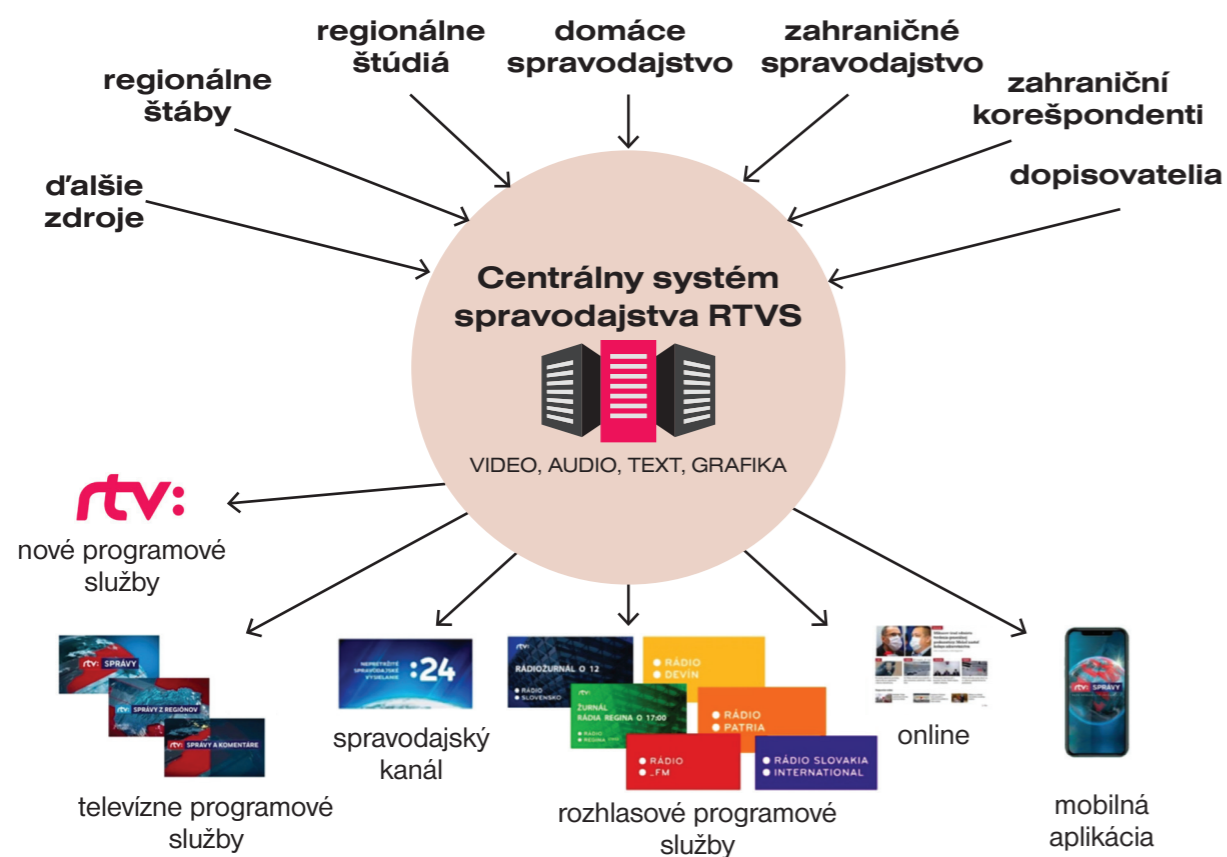 regionálne
štúdiá
domáce
spravodajstvo
zahraničné
spravodajstvo
regionálne
štáby
zahraniční
korešpondenti
ďalšie
zdroje
dopisovatelia
Centrálny systém
spravodajstva RTVS
VIDEO, AUDIO, TEXT, GRAFIKA
rtv:
nové programové
služby
rtv: SPRÁVY
rtv: SPRÁVY Z REGIÓNOV
rtv: SPRÁVY A KOMENTÁRE
televízne programové
služby
NEPRETRŽITÉ
SPRAVODAJSKÉ
VYSIELANIE
:24
spravodajský
kanál
rtv:
RÁDIOŽURNÁL O 12
RÁDIO
SLOVENSKO
RÁDIO
DEVÍN
rtv:
ŽURNÁL
RÁDIA REGINA O 17:00
RÁDIO
REGINA
RÁDIO
PATRIA
RÁDIO
_FM
RÁDIO SLOVAKIA
INTERNATIONAL
rozhlasové programové
služby
online
rtv: SPRÁVY
mobilná
aplikácia